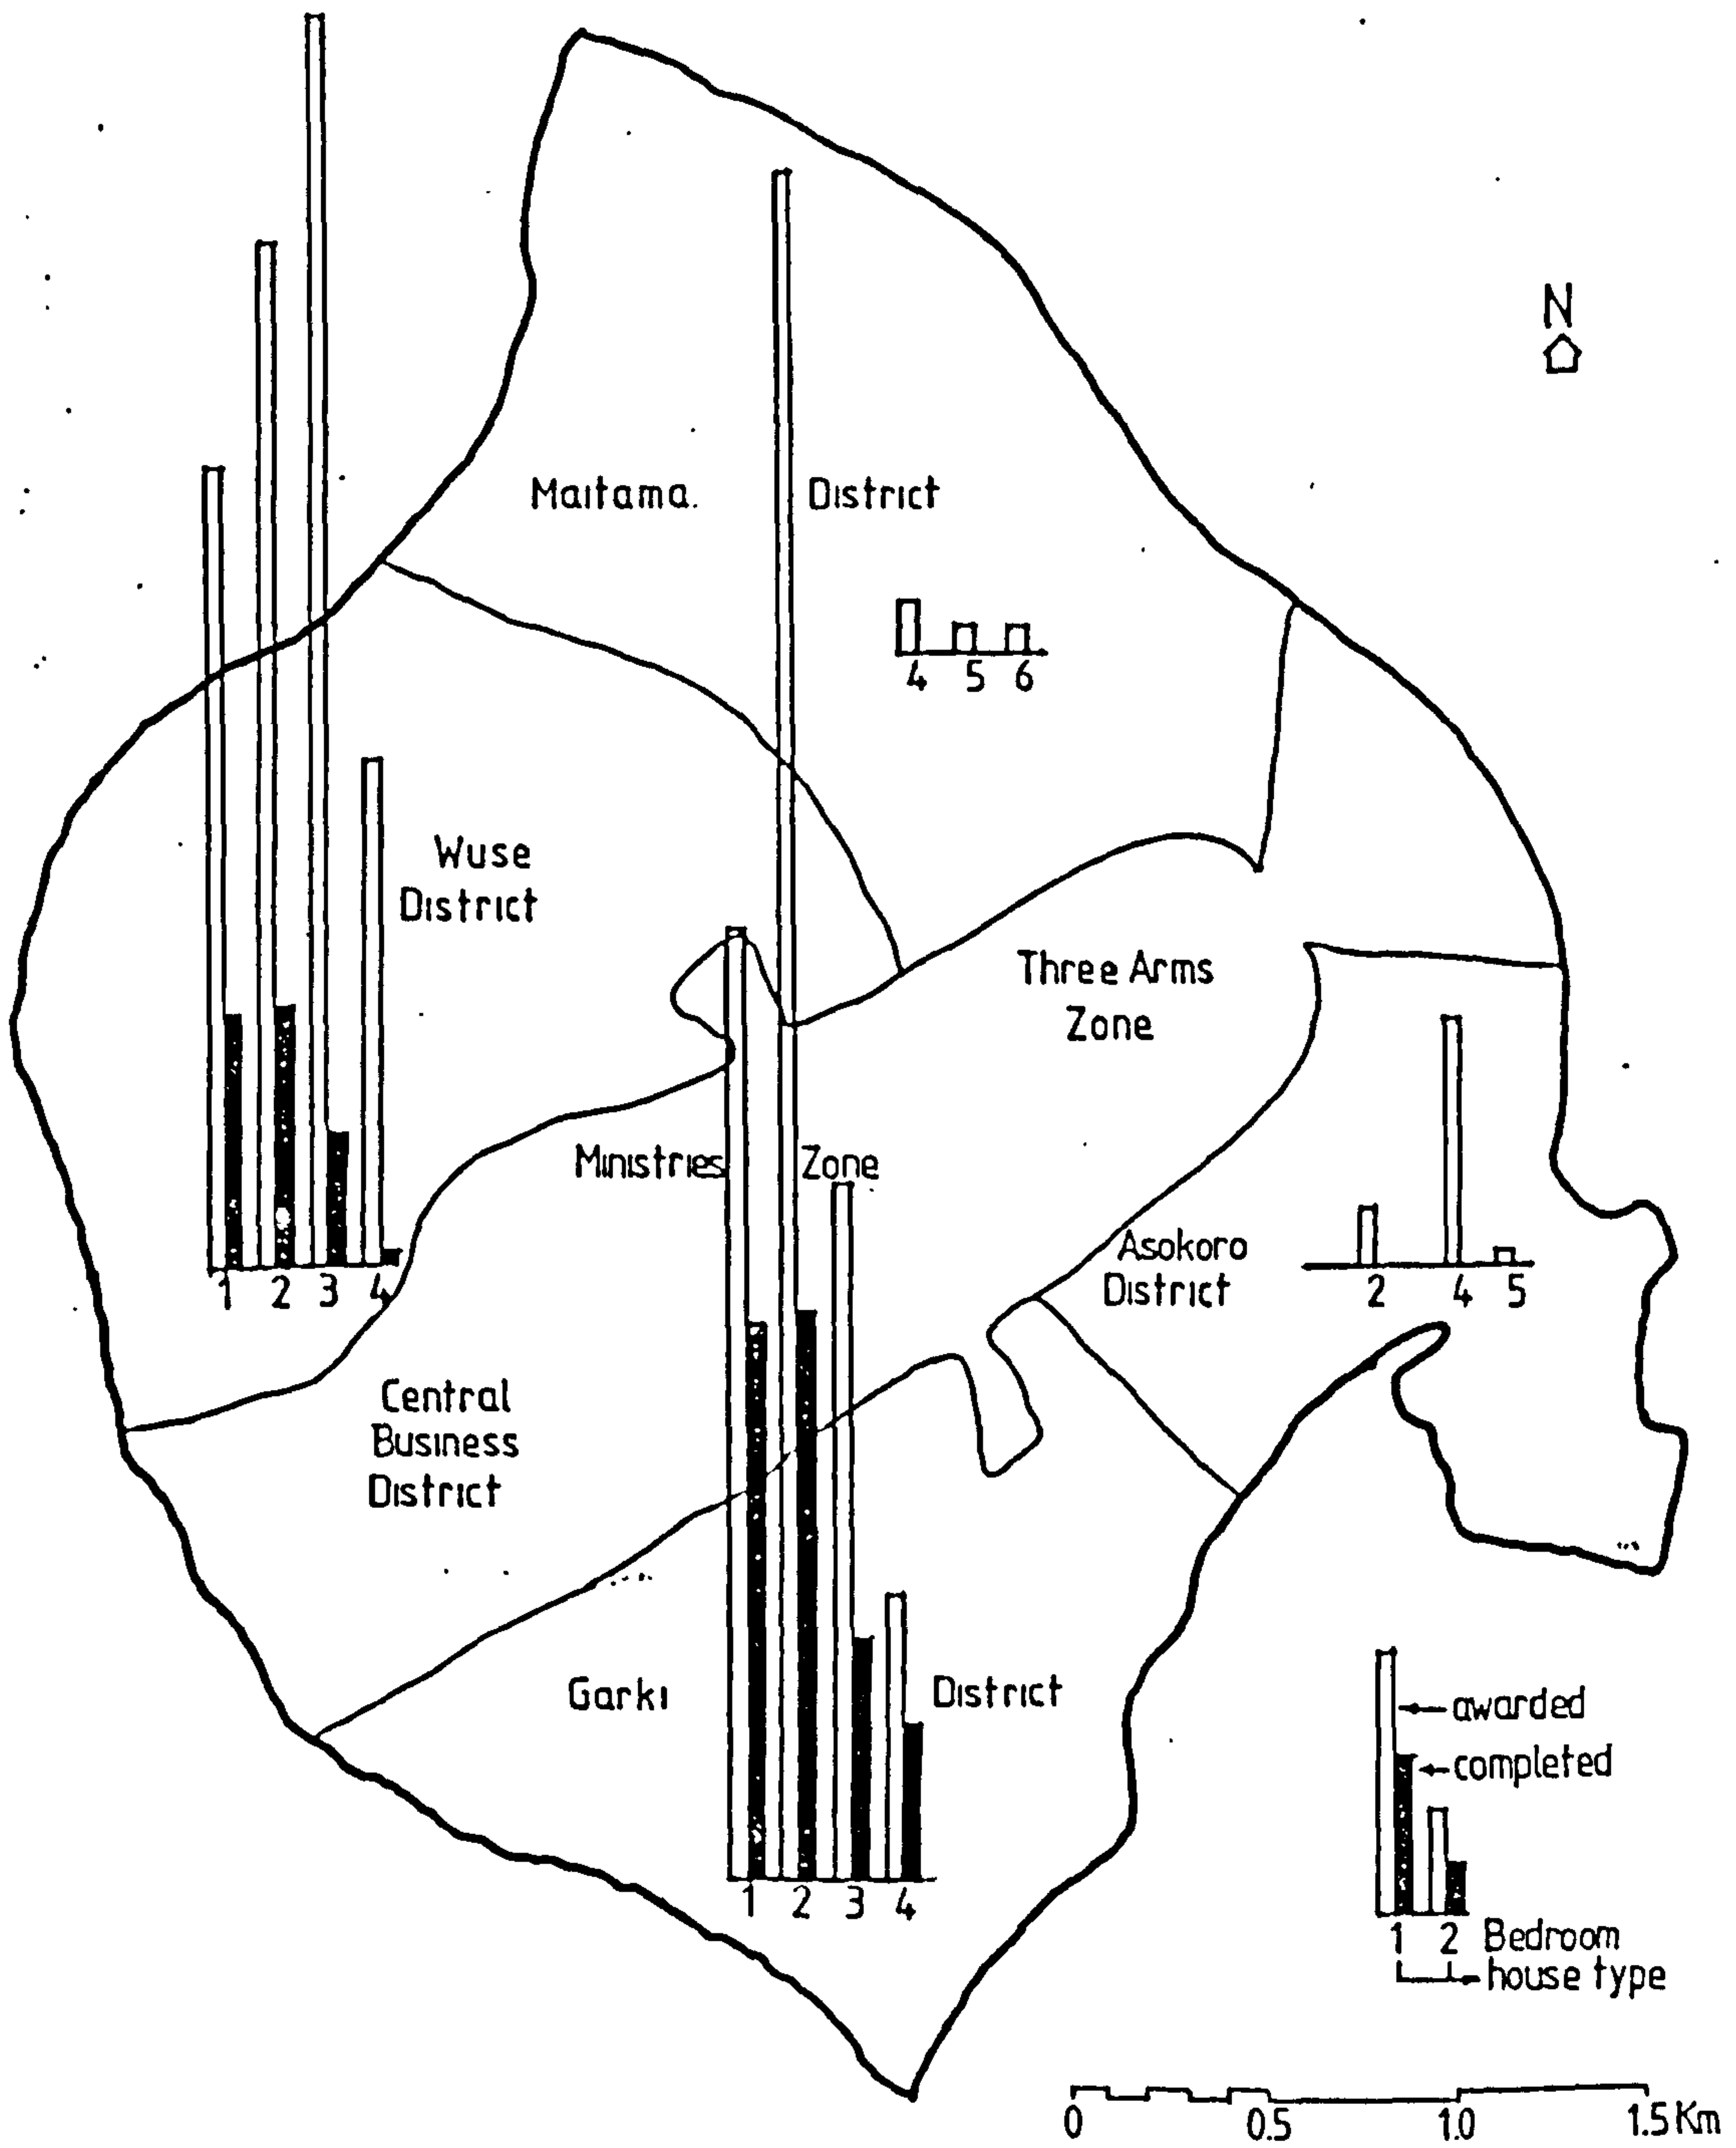 N
Maitama. District
4 5 6
Wuse
District
Three Arms
Zone
Ministries Zone
Asokoro
District
2 4 5
1 2 3 4
Central
Business
District
Garki District
awarded
completed
1 2 3 4
1 2 Bedroom
house type
0 0.5 1.0 1.5 Km